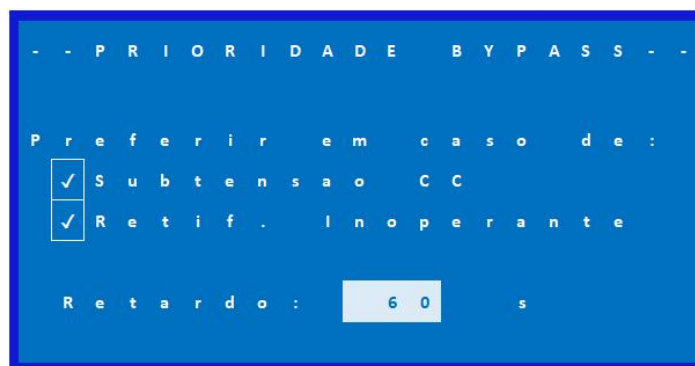 --PRIORIDADE BYPASS--
Preferir em caso de:
✓ Subtensao CC
✓ Retif. Inoperante
Retardo: 60 s